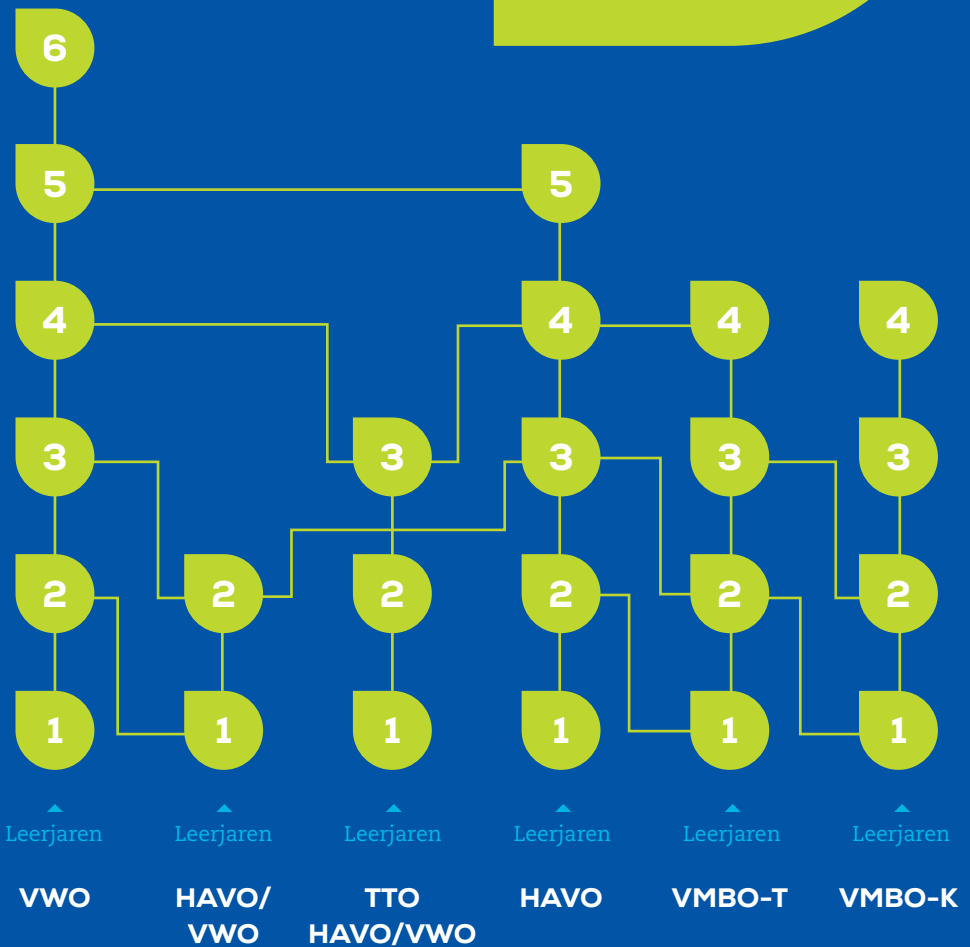 6
5 5
4 4 4 4
3 3 3 3 3
2 2 2 2 2 2
1 1 1 1 1 1
Leerjaren Leerjaren Leerjaren Leerjaren Leerjaren Leerjaren
VWO HAVO/ TTO HAVO VMBO-T VMBO-K
VWO HAVO/VWO